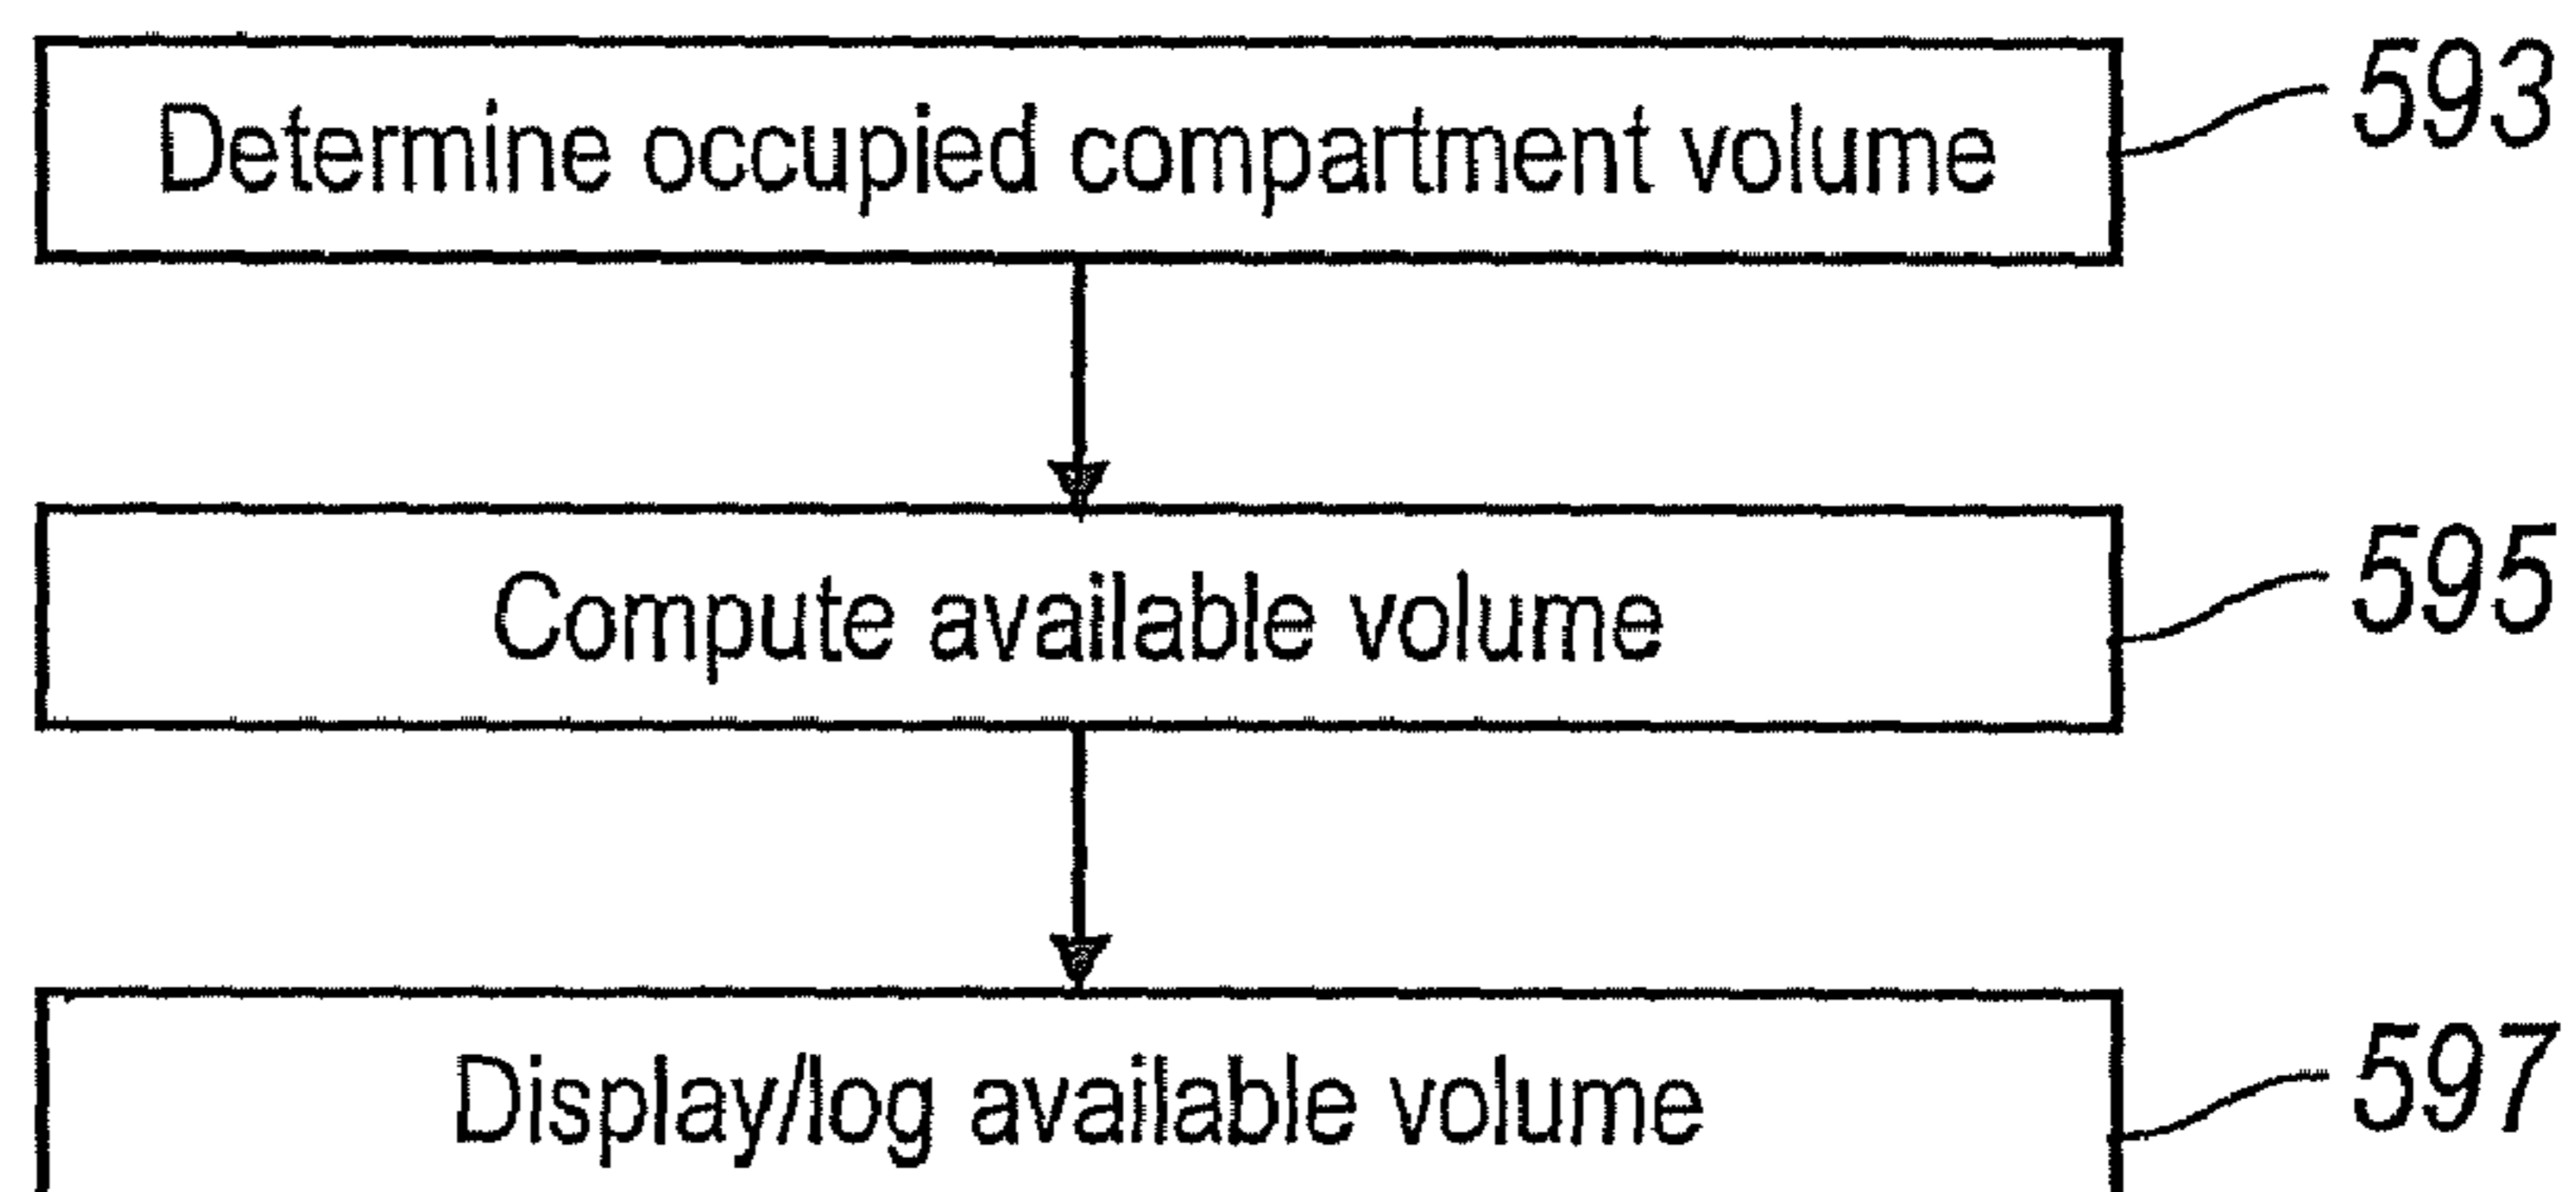 Determine occupied compartment volume 593
Compute available volume 595
Display/log available volume 597